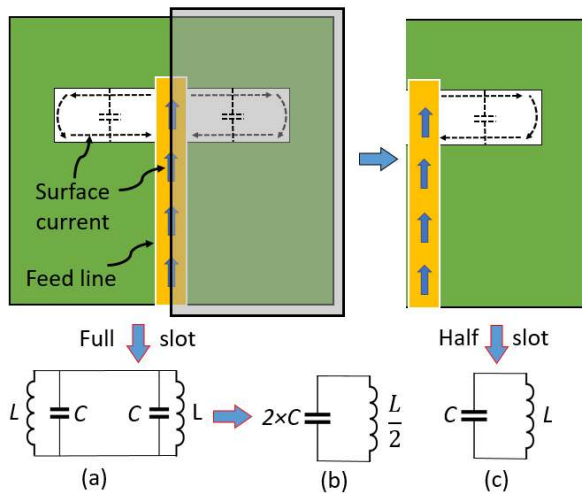 Surface
current
Feed line
Full slot
Half slot
L C C L
2×C
L
2
C L
(a)
(b)
(c)